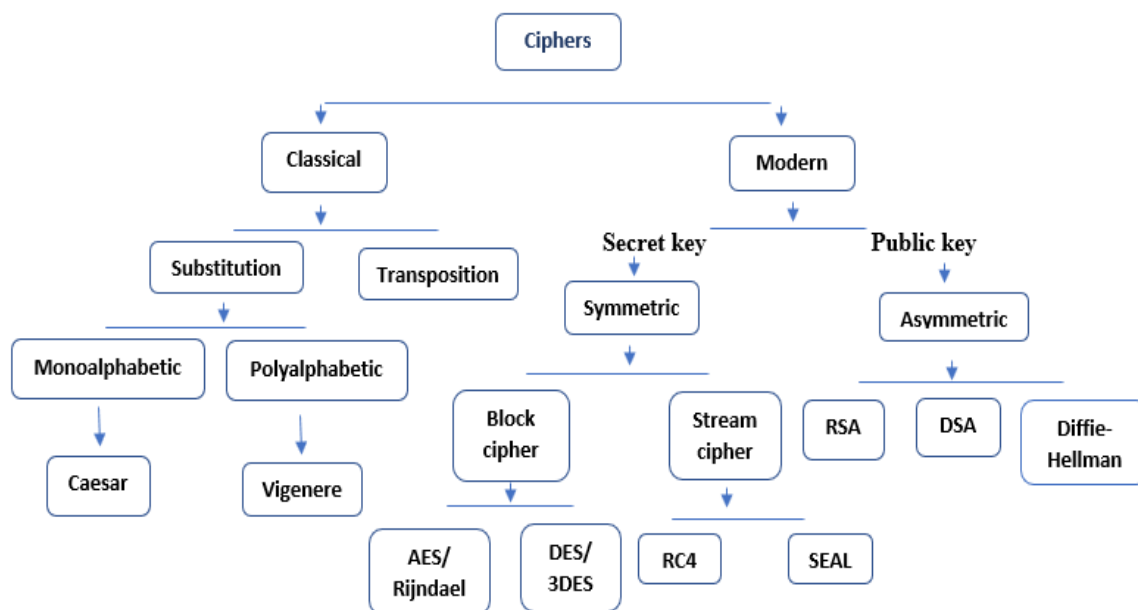 Ciphers
Classical
Modern
Secret key
Public key
Substitution
Transposition
Symmetric
Asymmetric
Monoalphabetic
Polyalphabetic
Block
cipher
Stream
cipher
RSA
DSA
Diffie-
Hellman
Caesar
Vigenere
AES/
Rijndael
DES/
3DES
RC4
SEAL